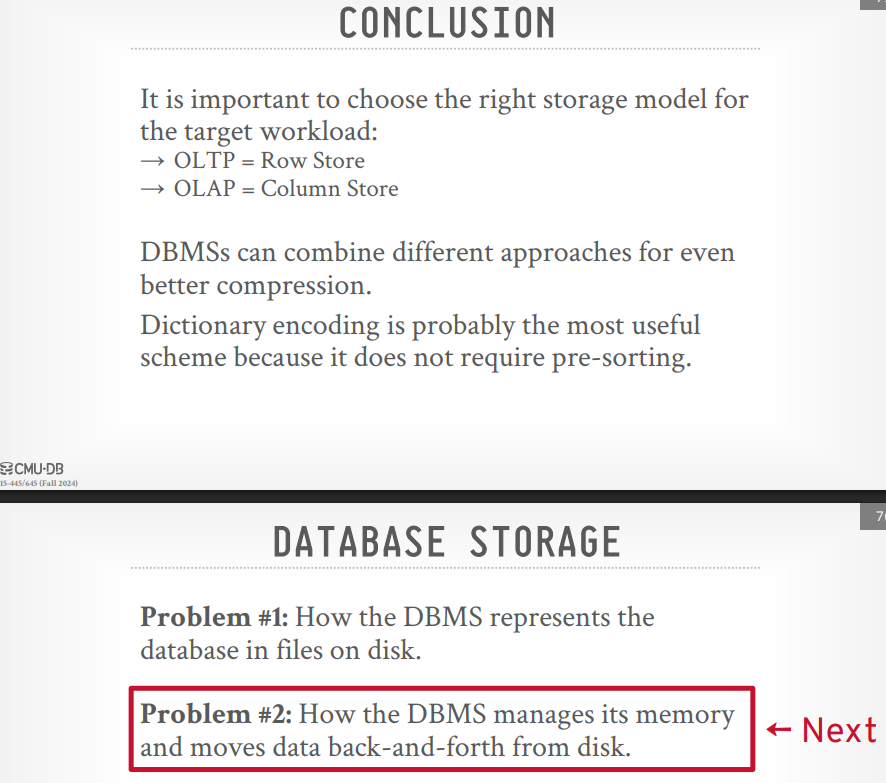 CONCLUSION
It is important to choose the right storage model for
the target workload:
→ OLTP = Row Store
→ OLAP = Column Store
DBMSs can combine different approaches for even
better compression.
Dictionary encoding is probably the most useful
scheme because it does not require pre-sorting.
CMU·DB
15-445/645 (Fall 2024)
DATABASE STORAGE
Problem #1: How the DBMS represents the
database in files on disk.
Problem #2: How the DBMS manages its memory
and moves data back-and-forth from disk.
← Next